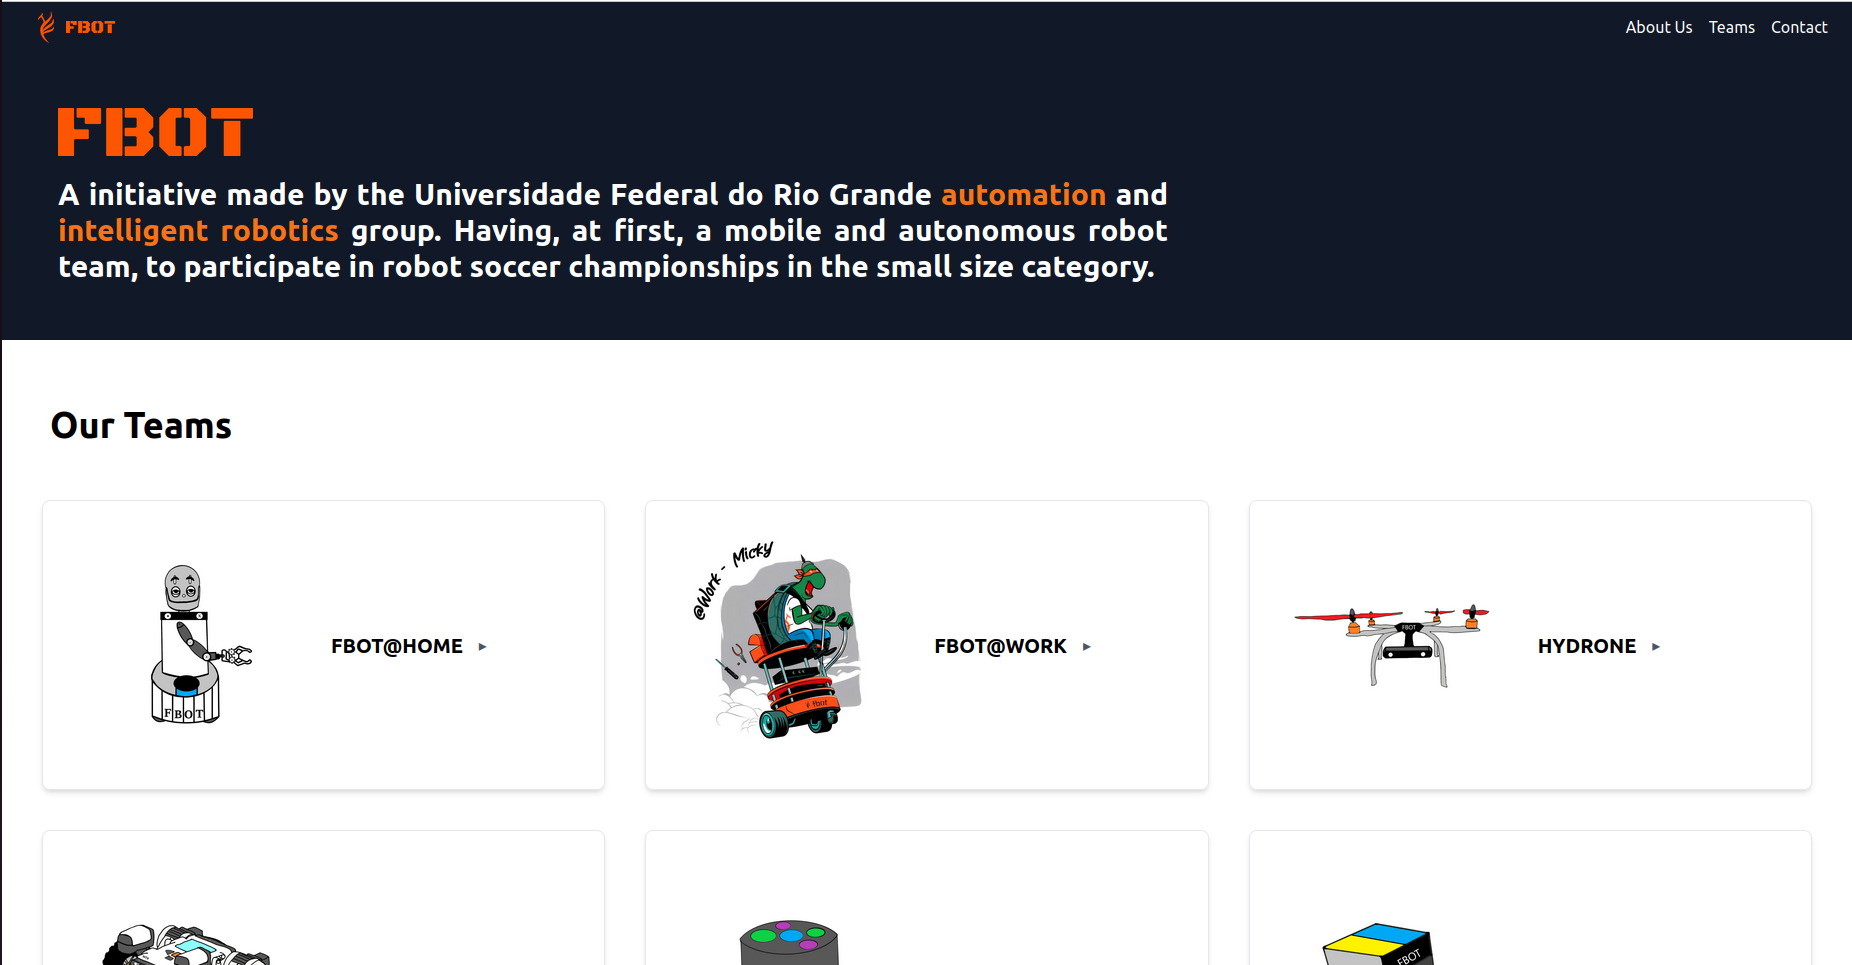 FBOT
About Us Teams Contact
FBOT
A initiative made by the Universidade Federal do Rio Grande automation and
intelligent robotics group. Having, at first, a mobile and autonomous robot
team, to participate in robot soccer championships in the small size category.
Our Teams
FBOT
FBOT@HOME
@Work - Micky
fbot
FBOT@WORK
FBOT
HYDRONE
FBOT